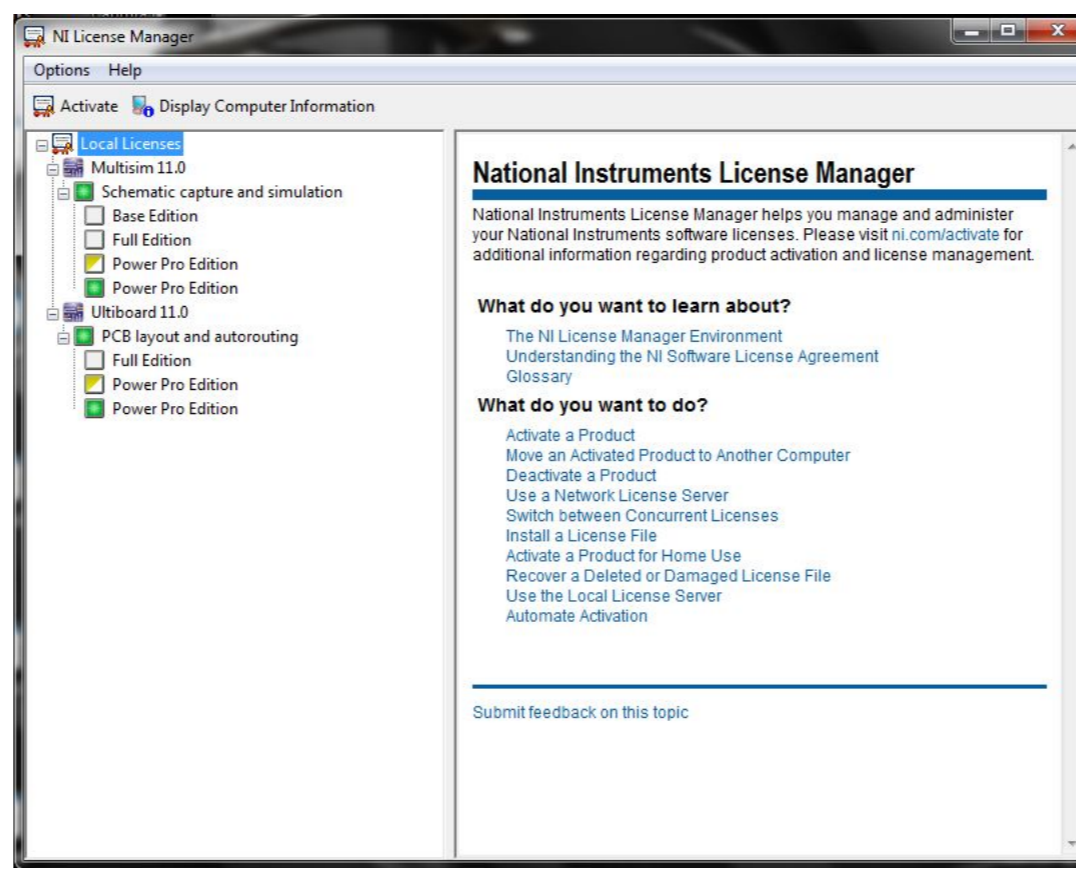 NI License Manager
Options Help
Activate Display Computer Information
Local Licenses
Multisim 11.0
Schematic capture and simulation
Base Edition
Full Edition
Power Pro Edition
Power Pro Edition
Ultiboard 11.0
PCB layout and autorouting
Full Edition
Power Pro Edition
Power Pro Edition
National Instruments License Manager
National Instruments License Manager helps you manage and administer
your National Instruments software licenses. Please visit ni.com/activate for
additional information regarding product activation and license management.
What do you want to learn about?
The NI License Manager Environment
Understanding the NI Software License Agreement
Glossary
What do you want to do?
Activate a Product
Move an Activated Product to Another Computer
Deactivate a Product
Use a Network License Server
Switch between Concurrent Licenses
Install a License File
Activate a Product for Home Use
Recover a Deleted or Damaged License File
Use the Local License Server
Automate Activation
Submit feedback on this topic